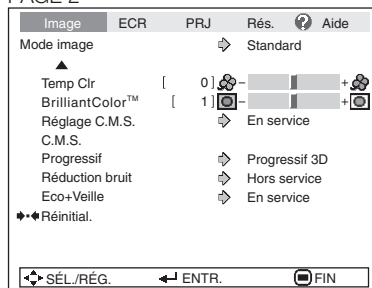 PAGE 2
Image ECR PRJ Rés. ? Aide
Mode image Standard
Temp Clr [ 0] - +
BrilliantColor™ [ 1] - +
Réglage C.M.S. En service
C.M.S.
Progressif Progressif 3D
Réduction bruit Hors service
Eco+Veille En service
Réinitial.
SÉL./RÉG. ENTR. FIN